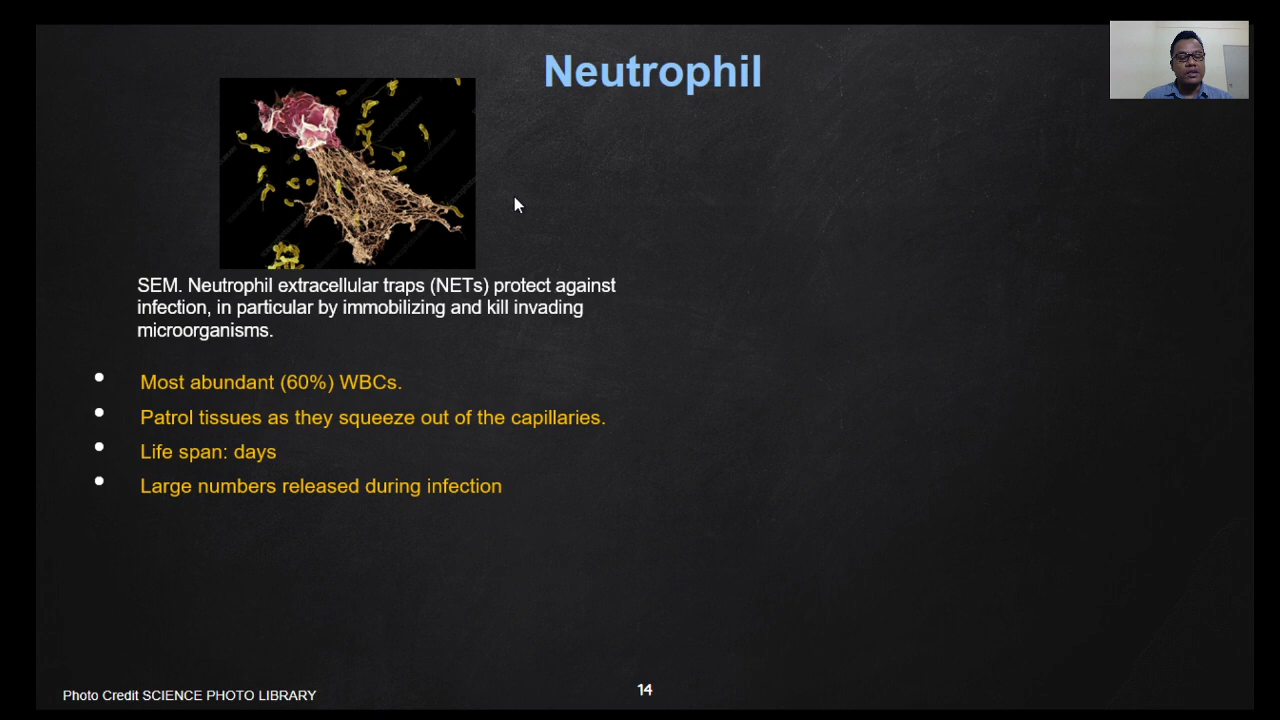 Neutrophil
SEM. Neutrophil extracellular traps (NETs) protect against
infection, in particular by immobilizing and kill invading
microorganisms.
Most abundant (60%) WBCs.
Patrol tissues as they squeeze out of the capillaries.
Life span: days
Large numbers released during infection
Photo Credit SCIENCE PHOTO LIBRARY
14